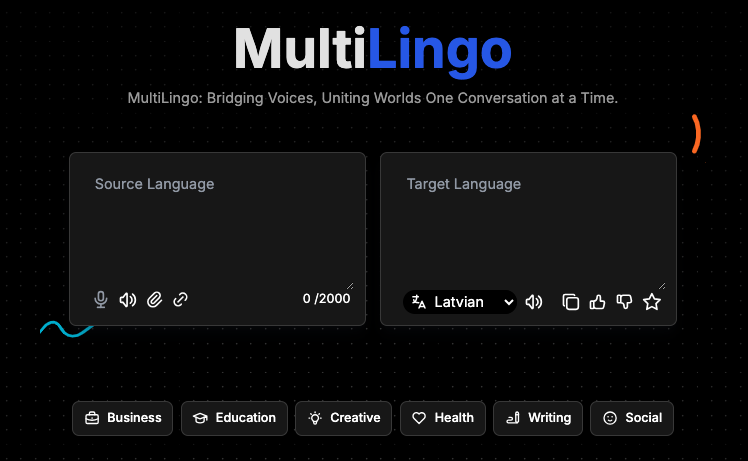 MultiLingo
MultiLingo: Bridging Voices, Uniting Worlds One Conversation at a Time.
Source Language
Target Language
0 /2000
Latvian
Business
Education
Creative
Health
Writing
Social